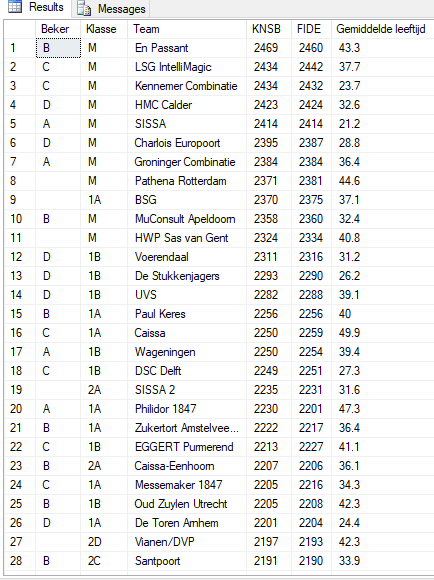 Results Messages
Beker Klasse Team KNSB FIDE Gemiddelde leeftijd
1 B M En Passant 2469 2460 43.3
2 C M LSG IntelliMagic 2434 2442 37.7
3 C M Kennemer Combinatie 2434 2432 23.7
4 D M HMC Calder 2423 2424 32.6
5 A M SISSA 2414 2414 21.2
6 D M Charlois Europoort 2395 2387 28.8
7 A M Groninger Combinatie 2384 2384 36.4
8 M Pathena Rotterdam 2371 2381 44.6
9 1A BSG 2370 2375 37.1
10 B M MuConsult Apeldoorn 2358 2360 32.4
11 M HWP Sas van Gent 2324 2334 40.8
12 D 1B Voerendaal 2311 2316 31.2
13 D 1B De Stukkenjagers 2293 2290 26.2
14 D 1B UVS 2282 2288 39.1
15 B 1A Paul Keres 2256 2256 40
16 C 1A Caissa 2250 2250 49.9
17 A 1B Wageningen 2250 2254 39.4
18 C 1B DSC Delft 2249 2251 27.3
19 2A SISSA 2 2235 2231 31.6
20 A 1A Philidor 1847 2230 2201 47.3
21 B 1A Zukertort Amstelvee... 2222 2217 36.4
22 C 1B EGGERT Purmerend 2213 2227 41.1
23 B 2A Caissa-Eenhoorn 2207 2206 36.1
24 C 1A Messemaker 1847 2205 2216 34.3
25 B 1B Oud Zuylen Utrecht 2205 2208 42.3
26 D 1A De Toren Arnhem 2201 2204 24.4
27 2D Vianen/DVP 2197 2193 42.3
28 B 2C Santpoort 2191 2190 33.9